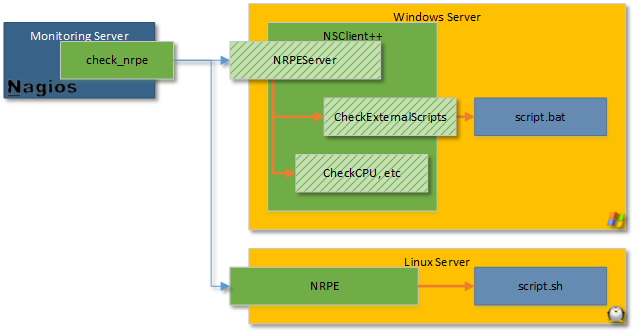 Windows Server
Monitoring Server
NSClient++
check_nrpe
NRPEServer
Nagios
CheckExternalScripts
script.bat
CheckCPU, etc
Linux Server
NRPE
script.sh